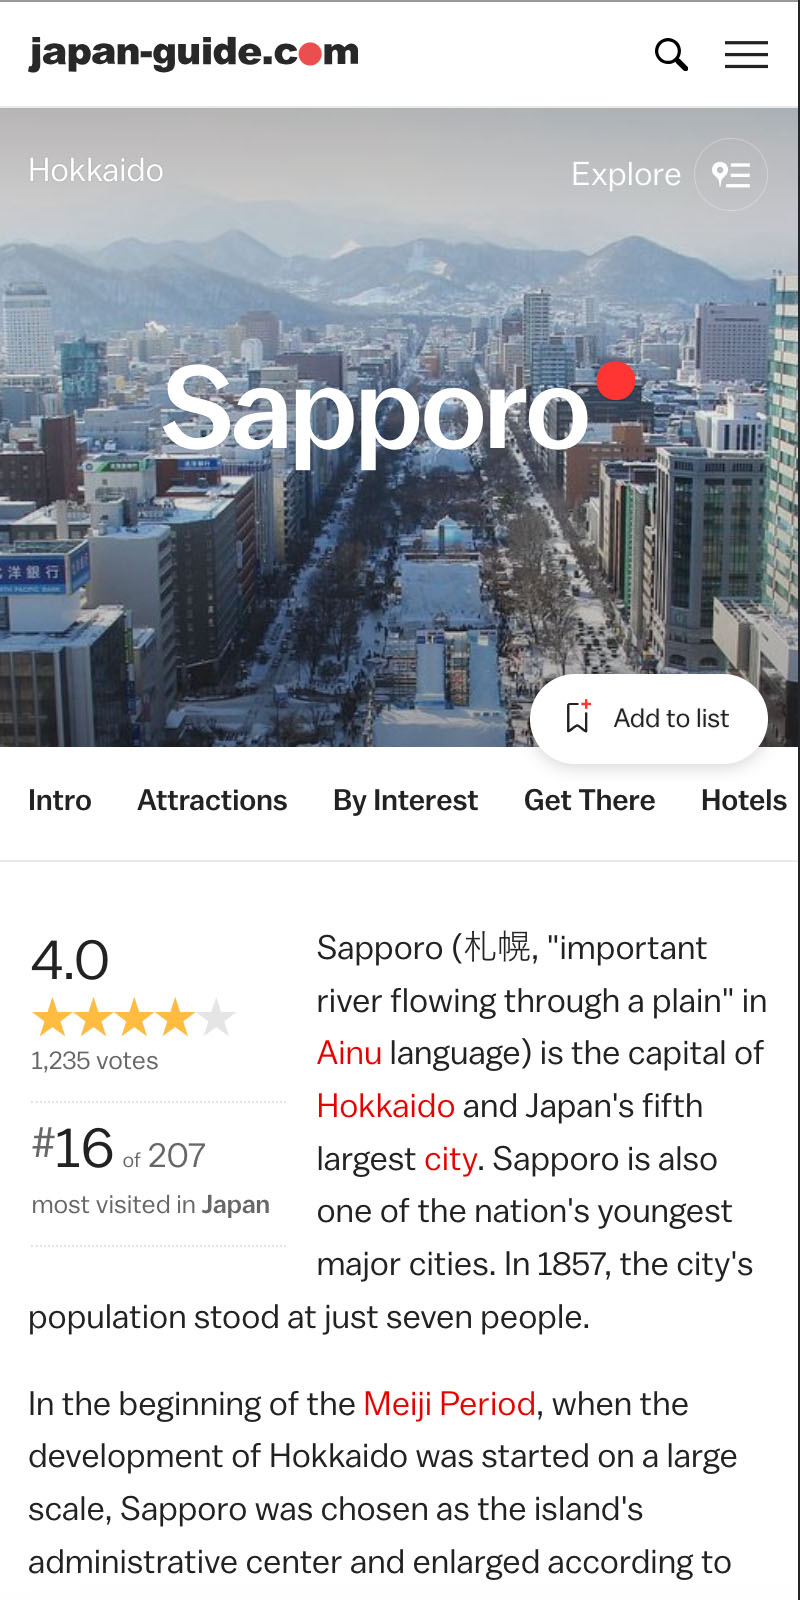 japan-guide.com
Hokkaido
Explore
Sapporo
洋銀行
PACIFIC BANK
Add to list
Intro Attractions By Interest Get There Hotels
4.0
1,235 votes
#16 of 207
most visited in Japan
Sapporo (札幌, "important
river flowing through a plain" in
Ainu language) is the capital of
Hokkaido and Japan's fifth
largest city. Sapporo is also
one of the nation's youngest
major cities. In 1857, the city's
population stood at just seven people.
In the beginning of the Meiji Period, when the
development of Hokkaido was started on a large
scale, Sapporo was chosen as the island's
administrative center and enlarged according to